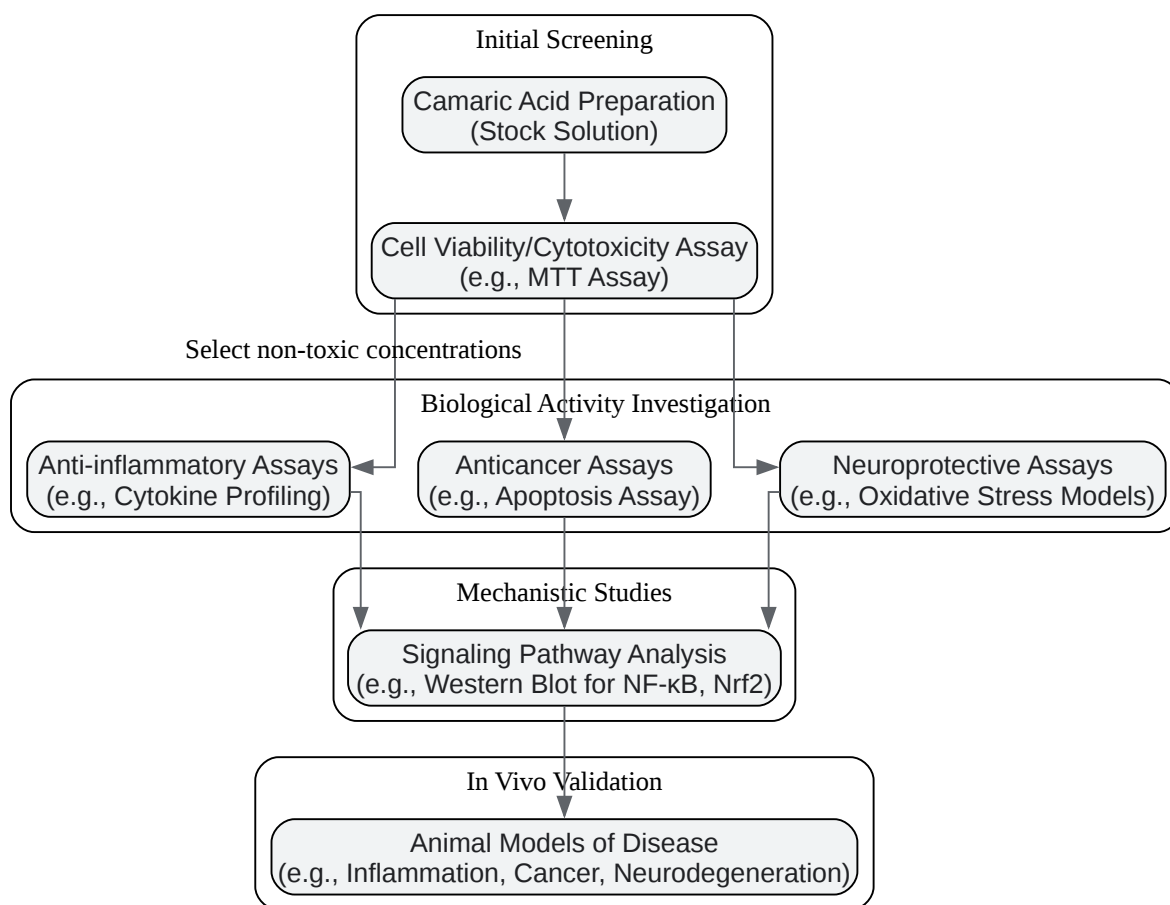 Initial Screening
Camaric Acid Preparation
(Stock Solution)
Cell Viability/Cytotoxicity Assay
(e.g., MTT Assay)
Select non-toxic concentrations
Biological Activity Investigation
Anti-inflammatory Assays
(e.g., Cytokine Profiling)
Anticancer Assays
(e.g., Apoptosis Assay)
Neuroprotective Assays
(e.g., Oxidative Stress Models)
Mechanistic Studies
Signaling Pathway Analysis
(e.g., Western Blot for NF-κB, Nrf2)
In Vivo Validation
Animal Models of Disease
(e.g., Inflammation, Cancer, Neurodegeneration)